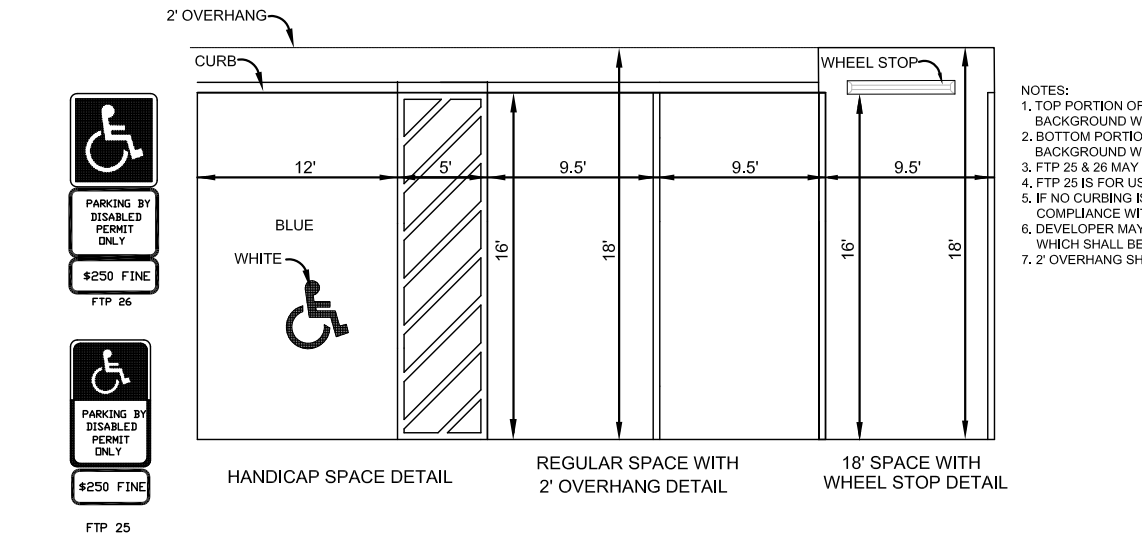 2' OVERHANG
CURB
WHEEL STOP
PARKING BY
DISABLED
PERMIT
ONLY
$250 FINE
FTP 26
PARKING BY
DISABLED
PERMIT
ONLY
$250 FINE
FTP 25
12'
5'
9.5'
9.5'
9.5'
BLUE
WHITE
16'
18'
16'
18'
HANDICAP SPACE DETAIL
REGULAR SPACE WITH
2' OVERHANG DETAIL
18' SPACE WITH
WHEEL STOP DETAIL
NOTES:
1. TOP PORTION OF
BACKGROUND W
2. BOTTOM PORTIO
BACKGROUND W
3. FTP 25 & 26 MAY
4. FTP 25 IS FOR US
5. IF NO CURBING IS
COMPLIANCE WIT
6. DEVELOPER MAY
WHICH SHALL BE
7. 2' OVERHANG SH